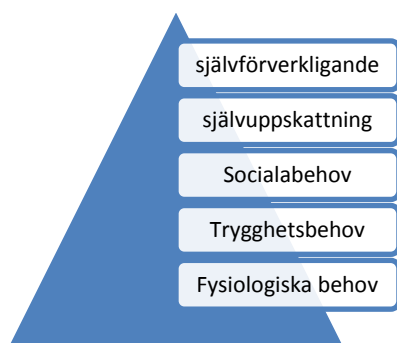 självförverkligande
självuppskattning
Socialabehov
Trygghetsbehov
Fysiologiska behov